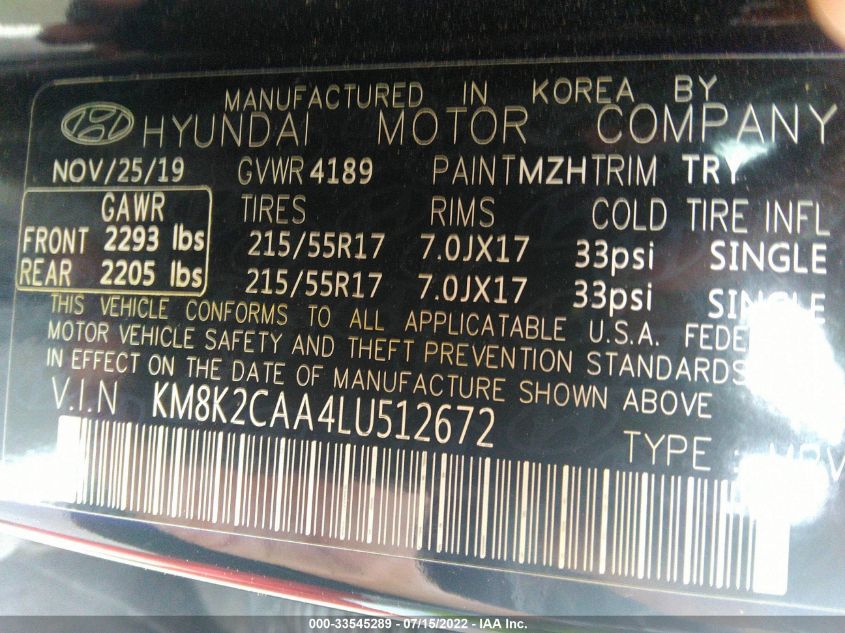 MANUFACTURED IN KOREA BY
HYUNDAI MOTOR COMPANY
NOV/25/19 GVWR 4189 PAINT MZH TRIM TRY
GAWR TIRES RIMS COLD TIRE INFL
FRONT 2293 lbs 215/55R17 7.0JX17 33psi SINGLE
REAR 2205 lbs 215/55R17 7.0JX17 33psi SINGLE
THIS VEHICLE CONFORMS TO ALL APPLICATABLE U.S.A.
MOTOR VEHICLE SAFETY AND THEFT PREVENTION STANDARDS
IN EFFECT ON THE DATE OF MANUFACTURE SHOWN ABOVE
V.I.N KM8K2CAA4LU512672
TYPE :
000-33545289 - 07/15/2022 - IAA Inc.